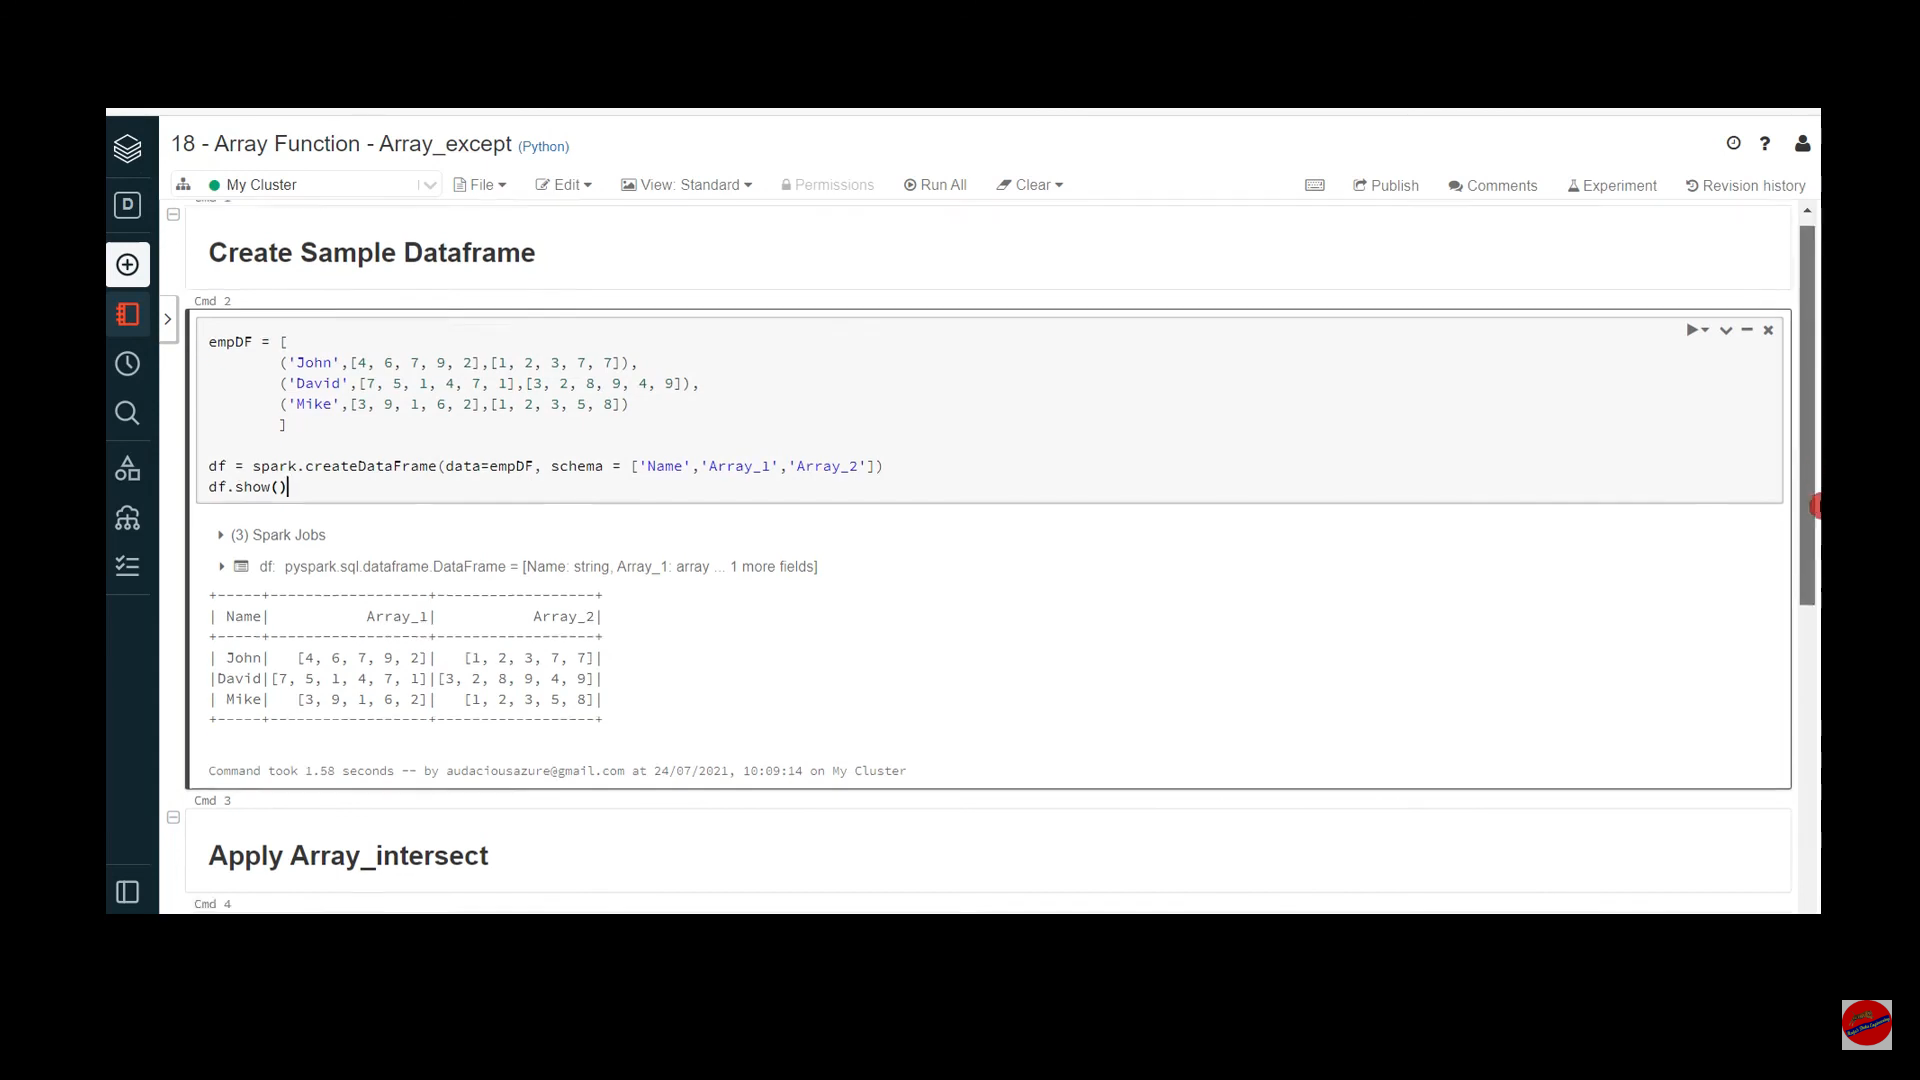 18 - Array Function - Array_except (Python)
My Cluster File Edit View: Standard Permissions Run All Clear Publish Comments Experiment Revision history
Create Sample Dataframe
Cmd 2
empDF = [
('John',[4, 6, 7, 9, 2],[1, 2, 3, 7, 7]),
('David',[7, 5, 1, 4, 7, 1],[3, 2, 8, 9, 4, 9]),
('Mike',[3, 9, 1, 6, 2],[1, 2, 3, 5, 8])
]
df = spark.createDataFrame(data=empDF, schema = ['Name','Array_1','Array_2'])
df.show()
(3) Spark Jobs
df: pyspark.sql.dataframe.DataFrame = [Name: string, Array_1: array ... 1 more fields]
+-----+------------------+------------------+
| Name|           Array_1|           Array_2|
+-----+------------------+------------------+
| John|   [4, 6, 7, 9, 2]|   [1, 2, 3, 7, 7]|
|David|[7, 5, 1, 4, 7, 1]|[3, 2, 8, 9, 4, 9]|
| Mike|   [3, 9, 1, 6, 2]|   [1, 2, 3, 5, 8]|
+-----+------------------+------------------+
Command took 1.58 seconds -- by audaciousazure@gmail.com at 24/07/2021, 10:09:14 on My Cluster
Cmd 3
Apply Array_intersect
Cmd 4